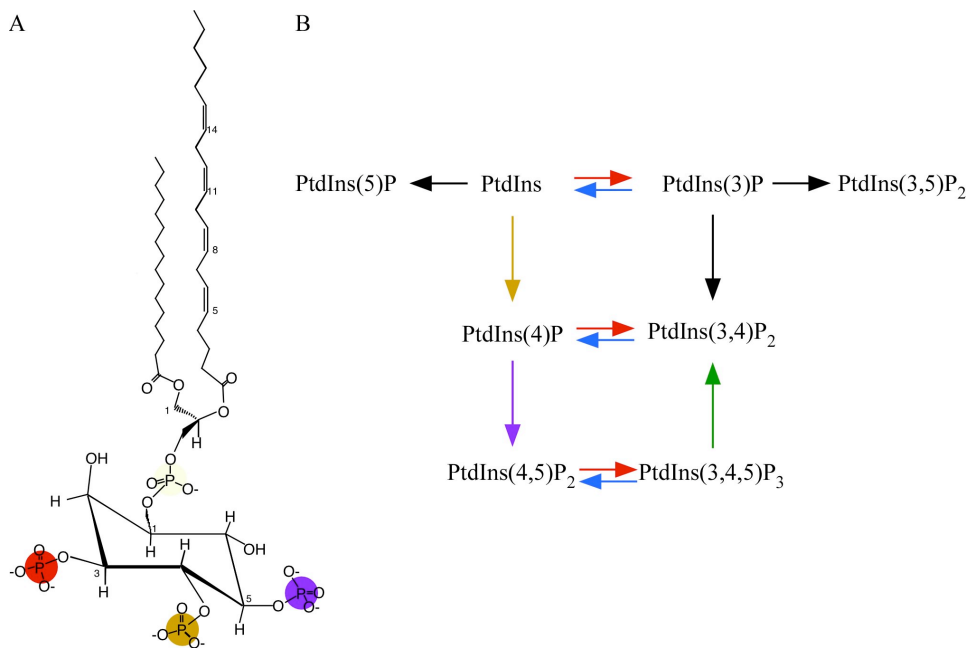 A
B
14
11
8
5
PtdIns(5)P PtdIns PtdIns(3)P PtdIns(3,5)P2
PtdIns(4)P PtdIns(3,4)P2
PtdIns(4,5)P2 PtdIns(3,4,5)P3
O O O
1 O
H
O
O P O-
OH
O
H 1 H
H H OH
O
-O P O 3
O-
H
O
5 O
O-
P O
O-
O
-O P O-
H